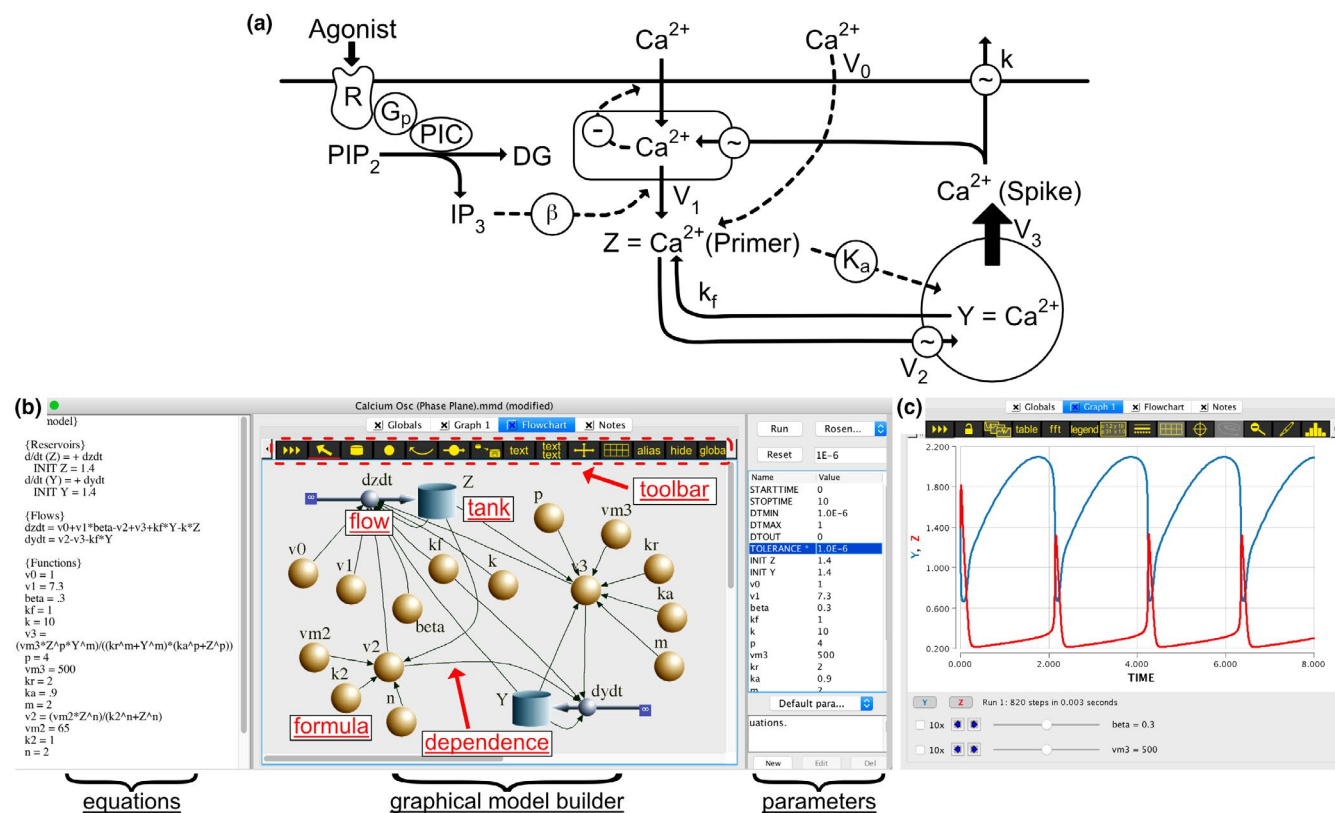 (a)
Agonist
Ca²⁺
Ca²⁺
V₀
k
~
R
Gₚ
PIC
PIP₂
DG
-
Ca²⁺
~
IP₃
β
V₁
Ca²⁺ (Spike)
V₃
Z = Ca²⁺ (Primer)
Kₐ
k_f
Y = Ca²⁺
~
V₂
(b)
Calcium Osc (Phase Plane).mmd (modified)
nodel}
{Reservoirs}
d/dt (Z) = + dzdt
INIT Z = 1.4
d/dt (Y) = + dydt
INIT Y = 1.4
{Flows}
dzdt = v0+v1*beta-v2+v3+kf*Y-k*Z
dydt = v2-v3-kf*Y
{Functions}
v0 = 1
v1 = 7.3
beta = .3
kf = 1
k = 10
v3 =
(vm3*Z^p*Y^m)/((kr^m+Y^m)*(ka^p+Z^p))
p = 4
vm3 = 500
kr = 2
ka = .9
m = 2
v2 = (vm2*Z^n)/(k2^n+Z^n)
vm2 = 65
k2 = 1
n = 2
Globals Graph 1 Flowchart Notes
text text text alias hide globa
toolbar
dzdt
Z
tank
flow
p
vm3
v0
v1
kf
k
v3
kr
ka
beta
vm2
v2
m
k2
n
Y
dydt
formula
dependence
Run Rosen...
Reset 1E-6
Name Value
STARTTIME 0
STOPTIME 10
DTMIN 1.0E-6
DTMAX 1
DTOUT 0
TOLERANCE * 1.0E-6
INIT Z 1.4
INIT Y 1.4
v0 1
v1 7.3
beta 0.3
kf 1
k 10
p 4
vm3 500
kr 2
ka 0.9
m 2
Default para...
uations.
New Edit Del
equations
graphical model builder
parameters
(c)
Globals Graph 1 Flowchart Notes
table fft legend
2.200
1.800
1.400
1.000
0.600
0.200
Y, Z
0.000 2.000 4.000 6.000 8.000
TIME
Y Z Run 1: 820 steps in 0.003 seconds
10x beta = 0.3
10x vm3 = 500